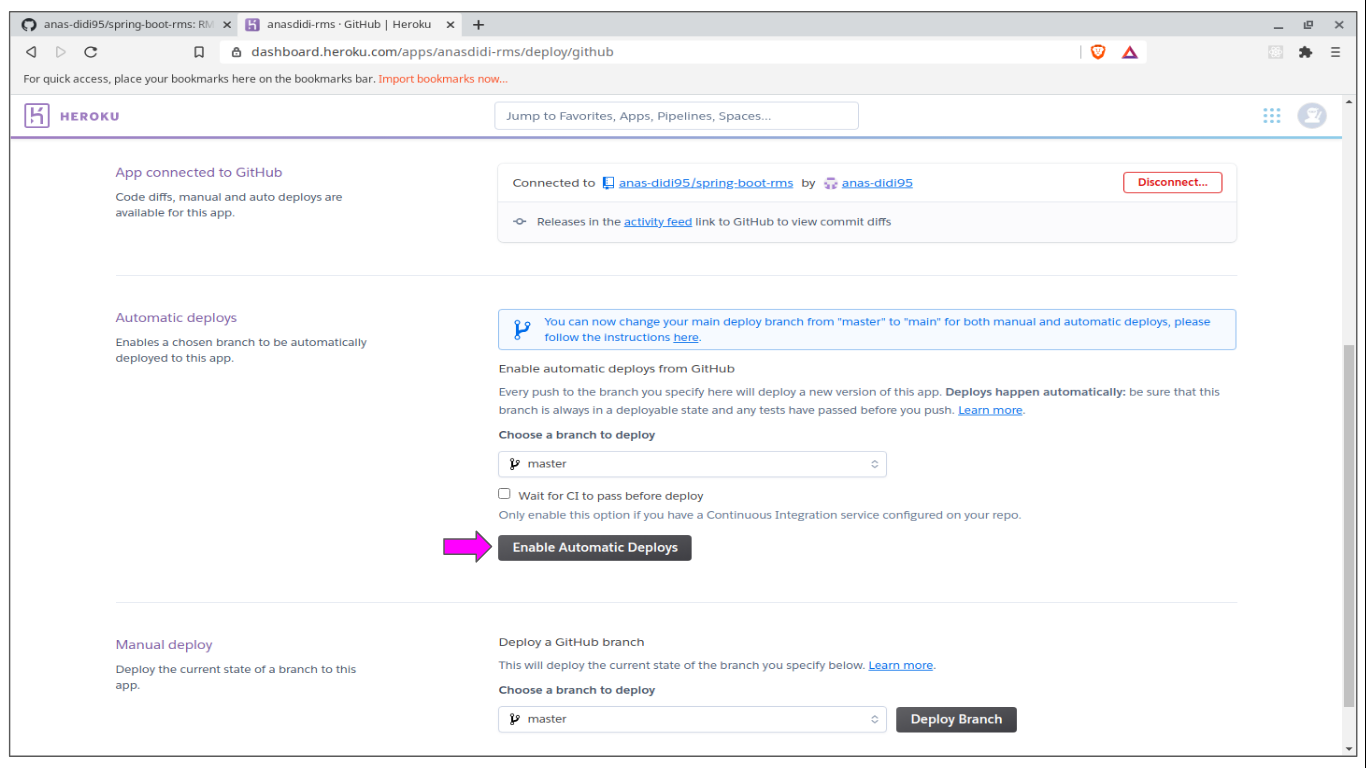 anas-didi95/spring-boot-rms: RM
anasdidi-rms · GitHub | Heroku
dashboard.heroku.com/apps/anasdidi-rms/deploy/github
For quick access, place your bookmarks here on the bookmarks bar. Import bookmarks now...
HEROKU
Jump to Favorites, Apps, Pipelines, Spaces...
App connected to GitHub
Code diffs, manual and auto deploys are
available for this app.
Connected to anas-didi95/spring-boot-rms by anas-didi95
Disconnect...
Releases in the activity feed link to GitHub to view commit diffs
Automatic deploys
Enables a chosen branch to be automatically
deployed to this app.
You can now change your main deploy branch from "master" to "main" for both manual and automatic deploys, please
follow the instructions here.
Enable automatic deploys from GitHub
Every push to the branch you specify here will deploy a new version of this app. Deploys happen automatically: be sure that this
branch is always in a deployable state and any tests have passed before you push. Learn more.
Choose a branch to deploy
master
Wait for CI to pass before deploy
Only enable this option if you have a Continuous Integration service configured on your repo.
Enable Automatic Deploys
Manual deploy
Deploy the current state of a branch to this
app.
Deploy a GitHub branch
This will deploy the current state of the branch you specify below. Learn more.
Choose a branch to deploy
master
Deploy Branch